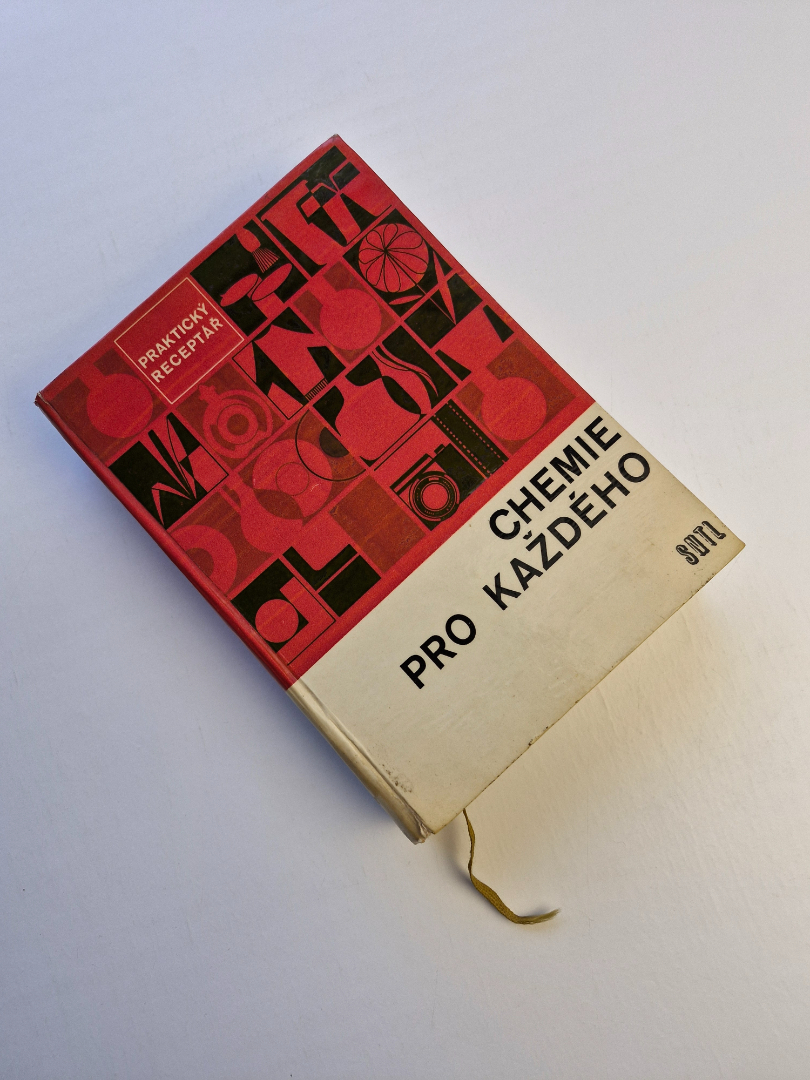 PRAKTICKÝ
RECEPTÁŘ
CHEMIE
PRO KAŽDÉHO
SNTL